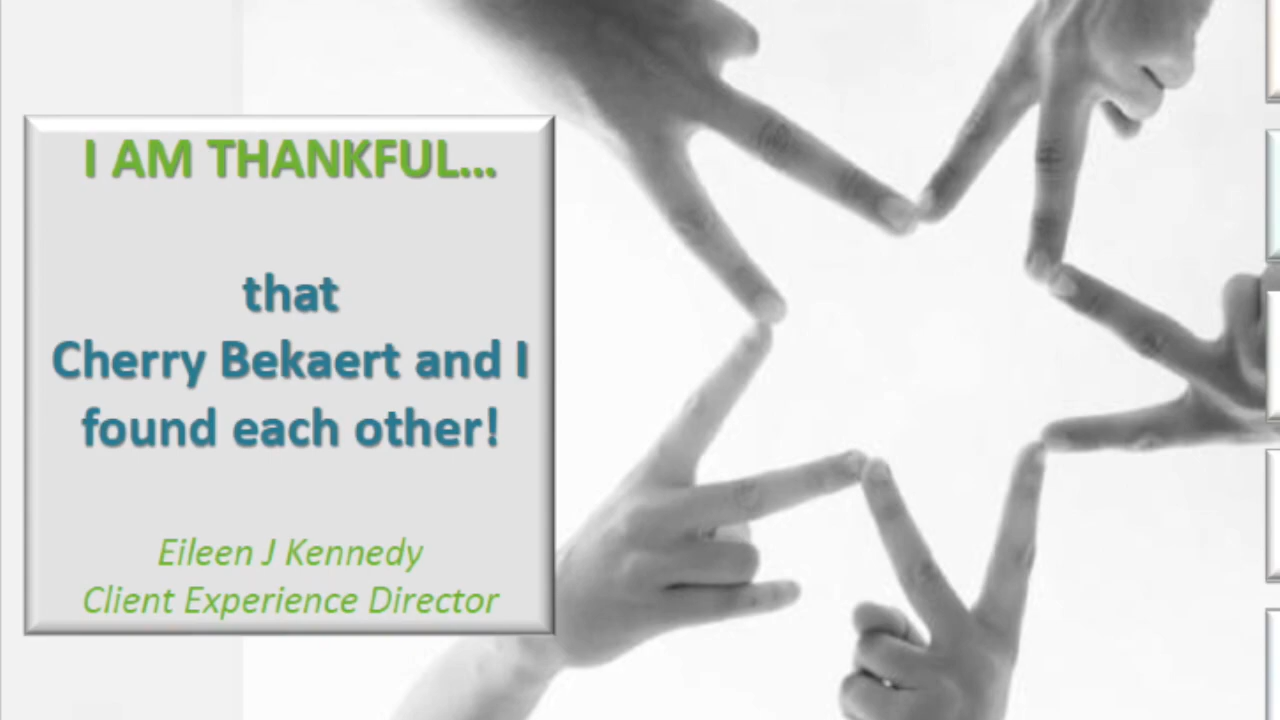 I AM THANKFUL...
that
Cherry Bekaert and I
found each other!
Eileen J Kennedy
Client Experience Director